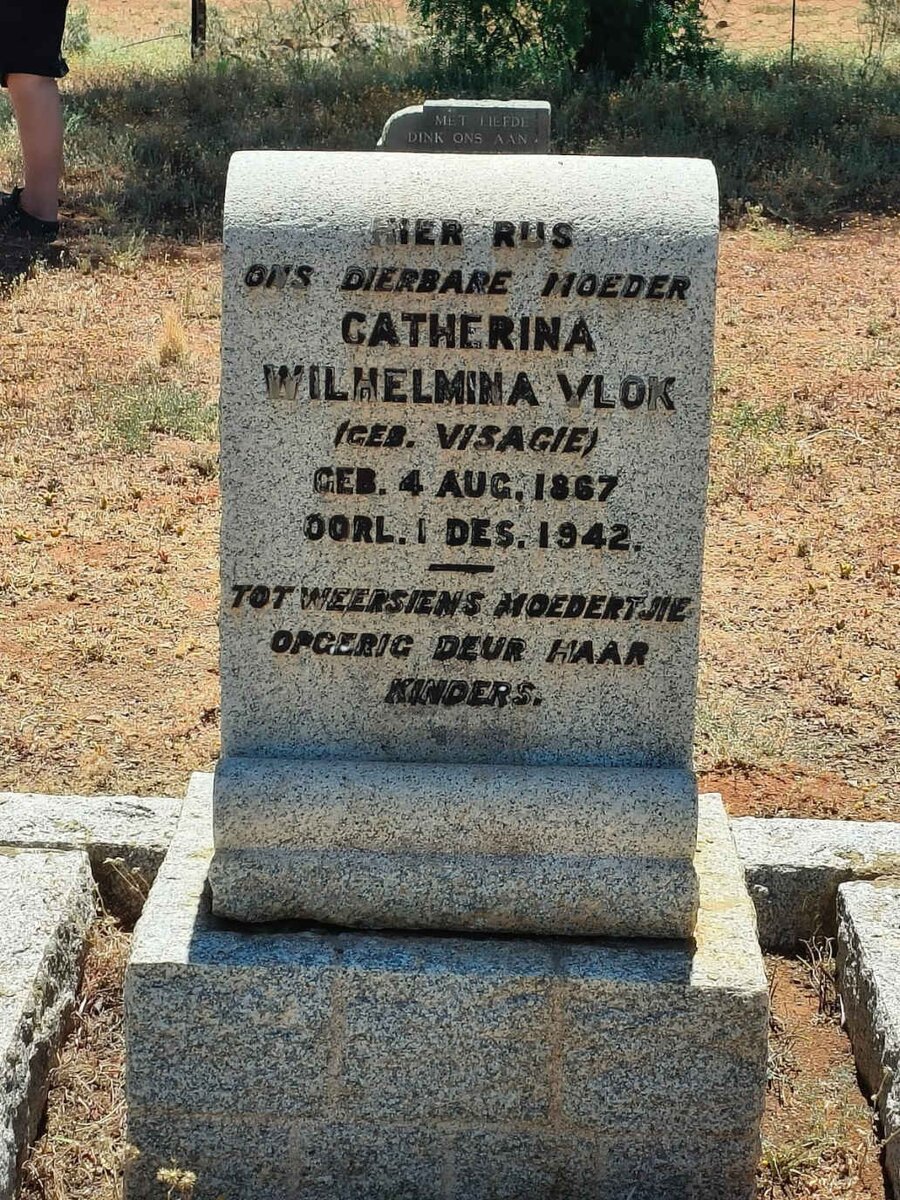 MET LIEFDE
DINK ONS AAN
HIER RUS
ONS DIERBARE MOEDER
CATHERINA
WILHELMINA VLOK
(GEB. VISAGIE)
GEB. 4 AUG. 1867
OORL. 1 DES. 1942.
TOT WEERSIENS MOEDERTJIE
OPGERIG DEUR HAAR
KINDERS.